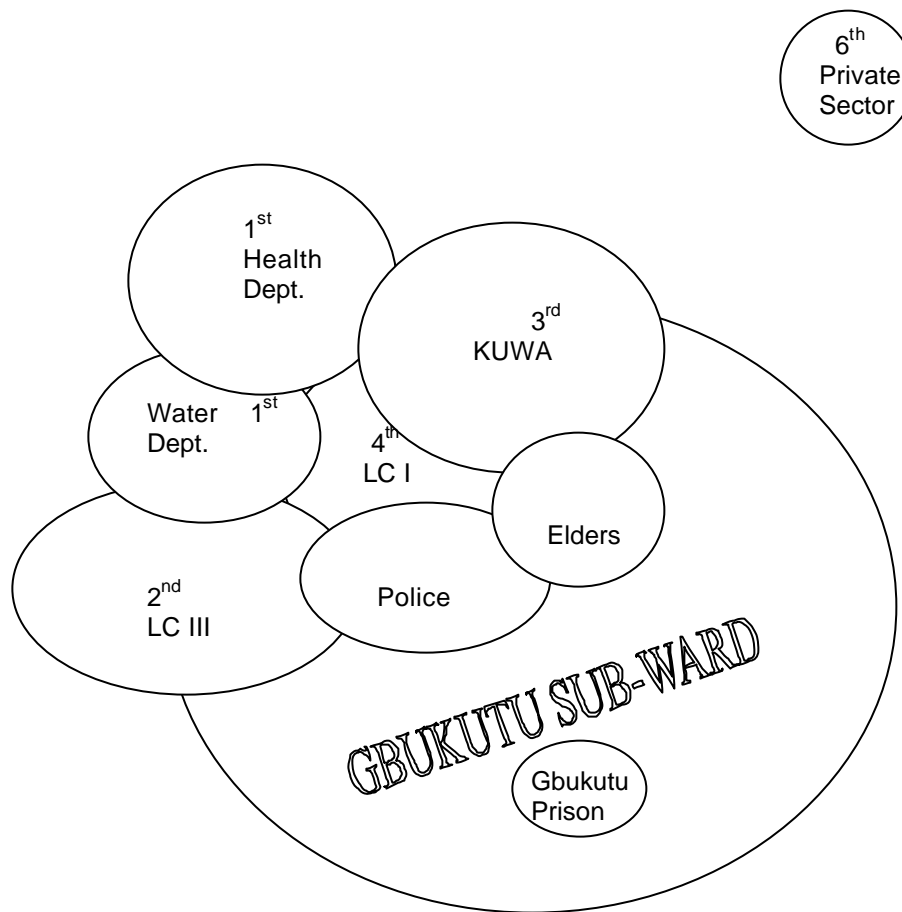 6th
Private
Sector
1st
Health
Dept.
3rd
KUWA
Water 1st
Dept.
4th
LC I
Elders
Police
2nd
LC III
GBUKUTU SUB-WARD
Gbukutu
Prison